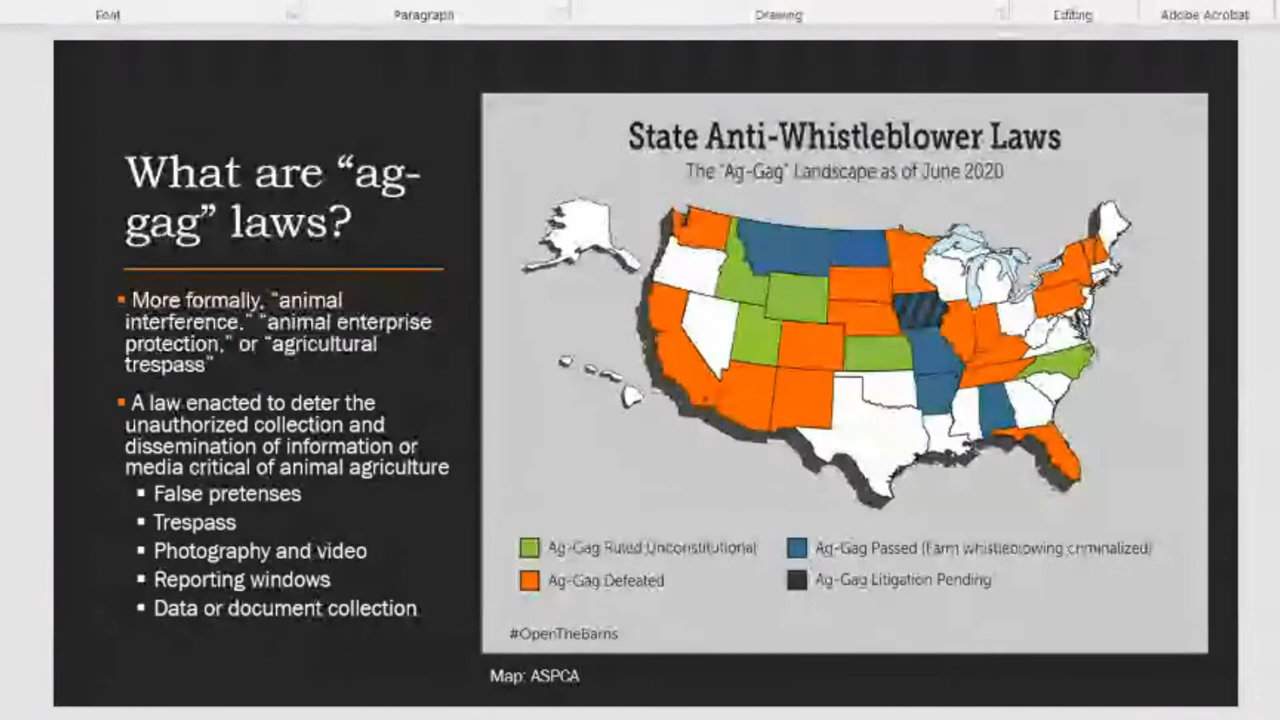 Font
Paragraph
Drawing
Editing
Adobe Acrobat
What are “ag-
gag” laws?
▪ More formally, “animal
interference,” “animal enterprise
protection,” or “agricultural
trespass”
▪ A law enacted to deter the
unauthorized collection and
dissemination of information or
media critical of animal agriculture
▪ False pretenses
▪ Trespass
▪ Photography and video
▪ Reporting windows
▪ Data or document collection
State Anti-Whistleblower Laws
The "Ag-Gag" Landscape as of June 2020
Ag-Gag Ruled Unconstitutional
Ag-Gag Passed (Farm whistleblowing criminalized)
Ag-Gag Defeated
Ag-Gag Litigation Pending
#OpenTheBarns
Map: ASPCA